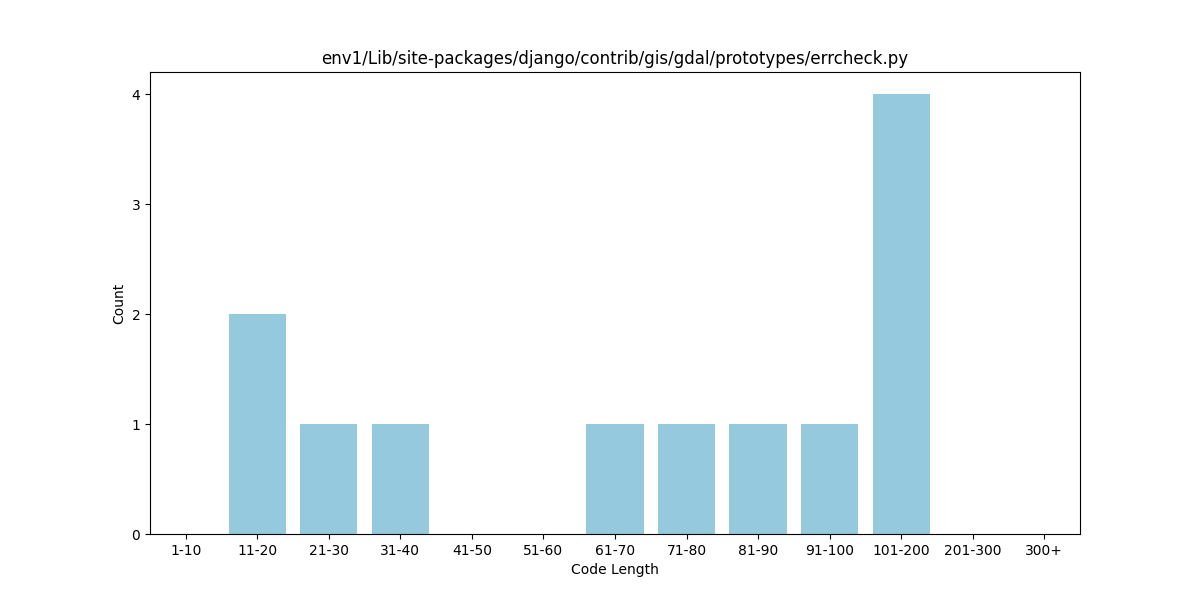 env1/Lib/site-packages/django/contrib/gis/gdal/prototypes/errcheck.py
4
3
2
1
0
Count
1-10 11-20 21-30 31-40 41-50 51-60 61-70 71-80 81-90 91-100 101-200 201-300 300+
Code Length